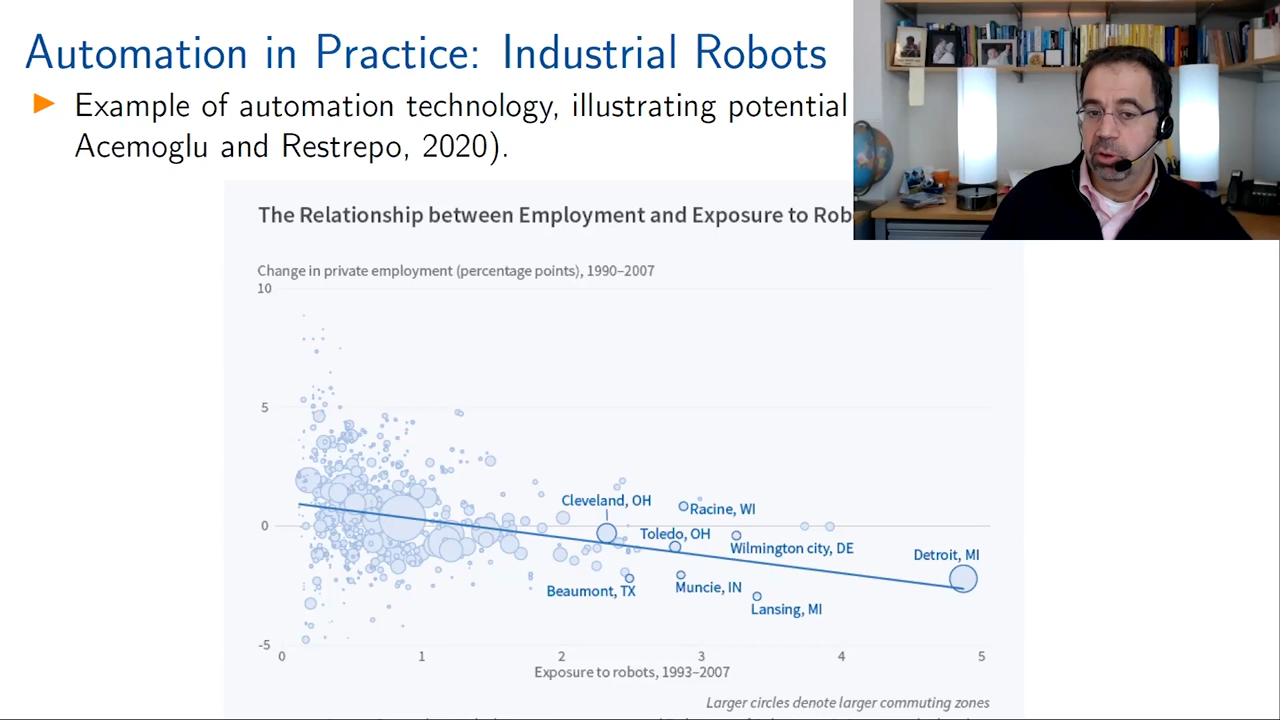 Automation in Practice: Industrial Robots
Example of automation technology, illustrating potential
Acemoglu and Restrepo, 2020).
The Relationship between Employment and Exposure to Rob
Change in private employment (percentage points), 1990–2007
10
5
0
-5
Cleveland, OH
Racine, WI
Toledo, OH
Wilmington city, DE
Detroit, MI
Beaumont, TX
Muncie, IN
Lansing, MI
0 1 2 3 4 5
Exposure to robots, 1993–2007
Larger circles denote larger commuting zones